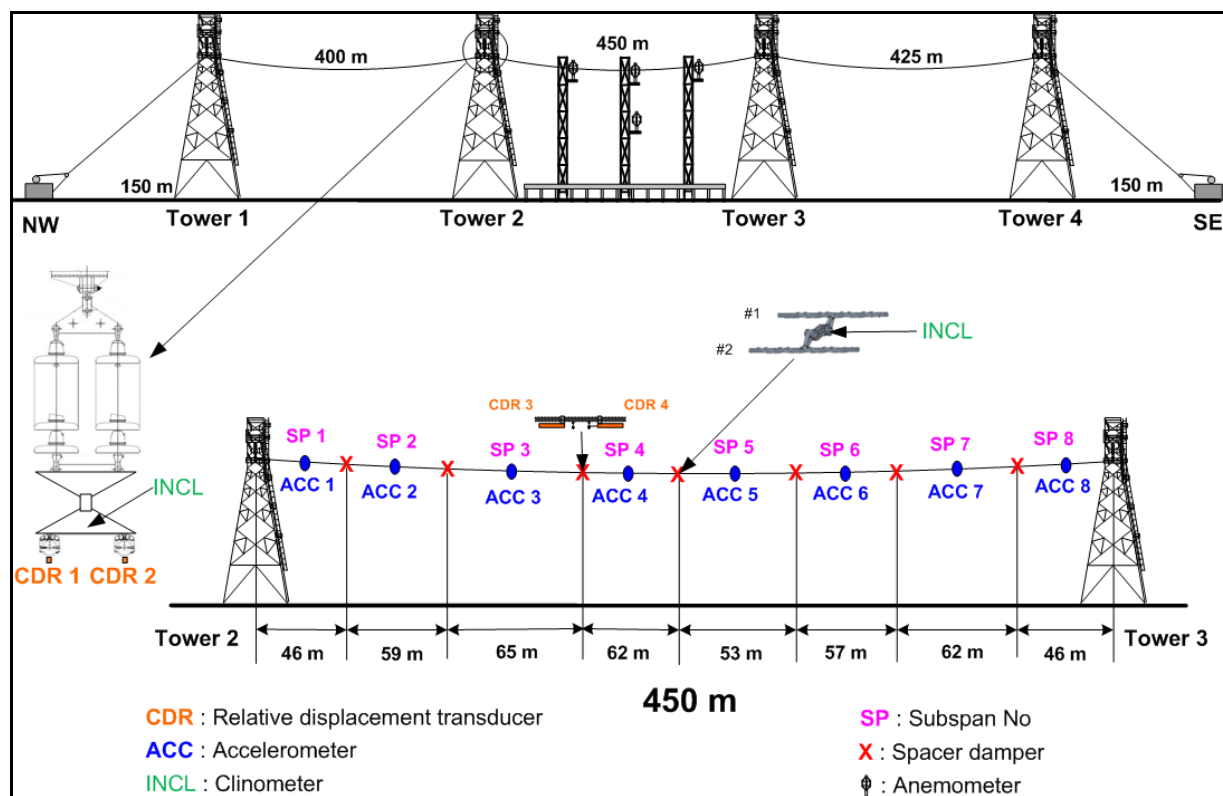 400 m
450 m
425 m
150 m
150 m
NW
Tower 1
Tower 2
Tower 3
Tower 4
SE
#1
INCL
#2
CDR 3
CDR 4
SP 1
SP 2
SP 3
SP 4
SP 5
SP 6
SP 7
SP 8
ACC 1
ACC 2
ACC 3
ACC 4
ACC 5
ACC 6
ACC 7
ACC 8
INCL
CDR 1 CDR 2
Tower 2
Tower 3
46 m
59 m
65 m
62 m
53 m
57 m
62 m
46 m
450 m
CDR : Relative displacement transducer
ACC : Accelerometer
INCL : Clinometer
SP : Subspan No
X : Spacer damper
: Anemometer